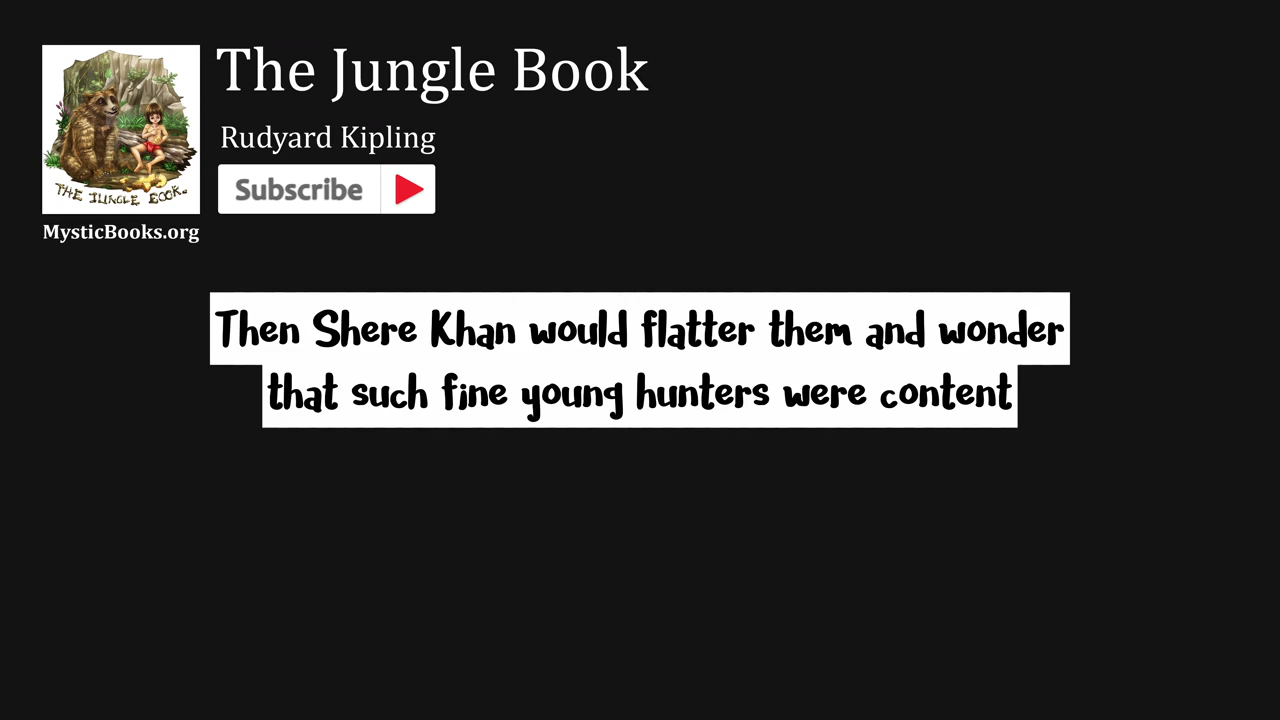 The Jungle Book
Rudyard Kipling
Subscribe
THE JUNGLE BOOK.
MysticBooks.org
Then Shere Khan would flatter them and wonder
that such fine young hunters were content